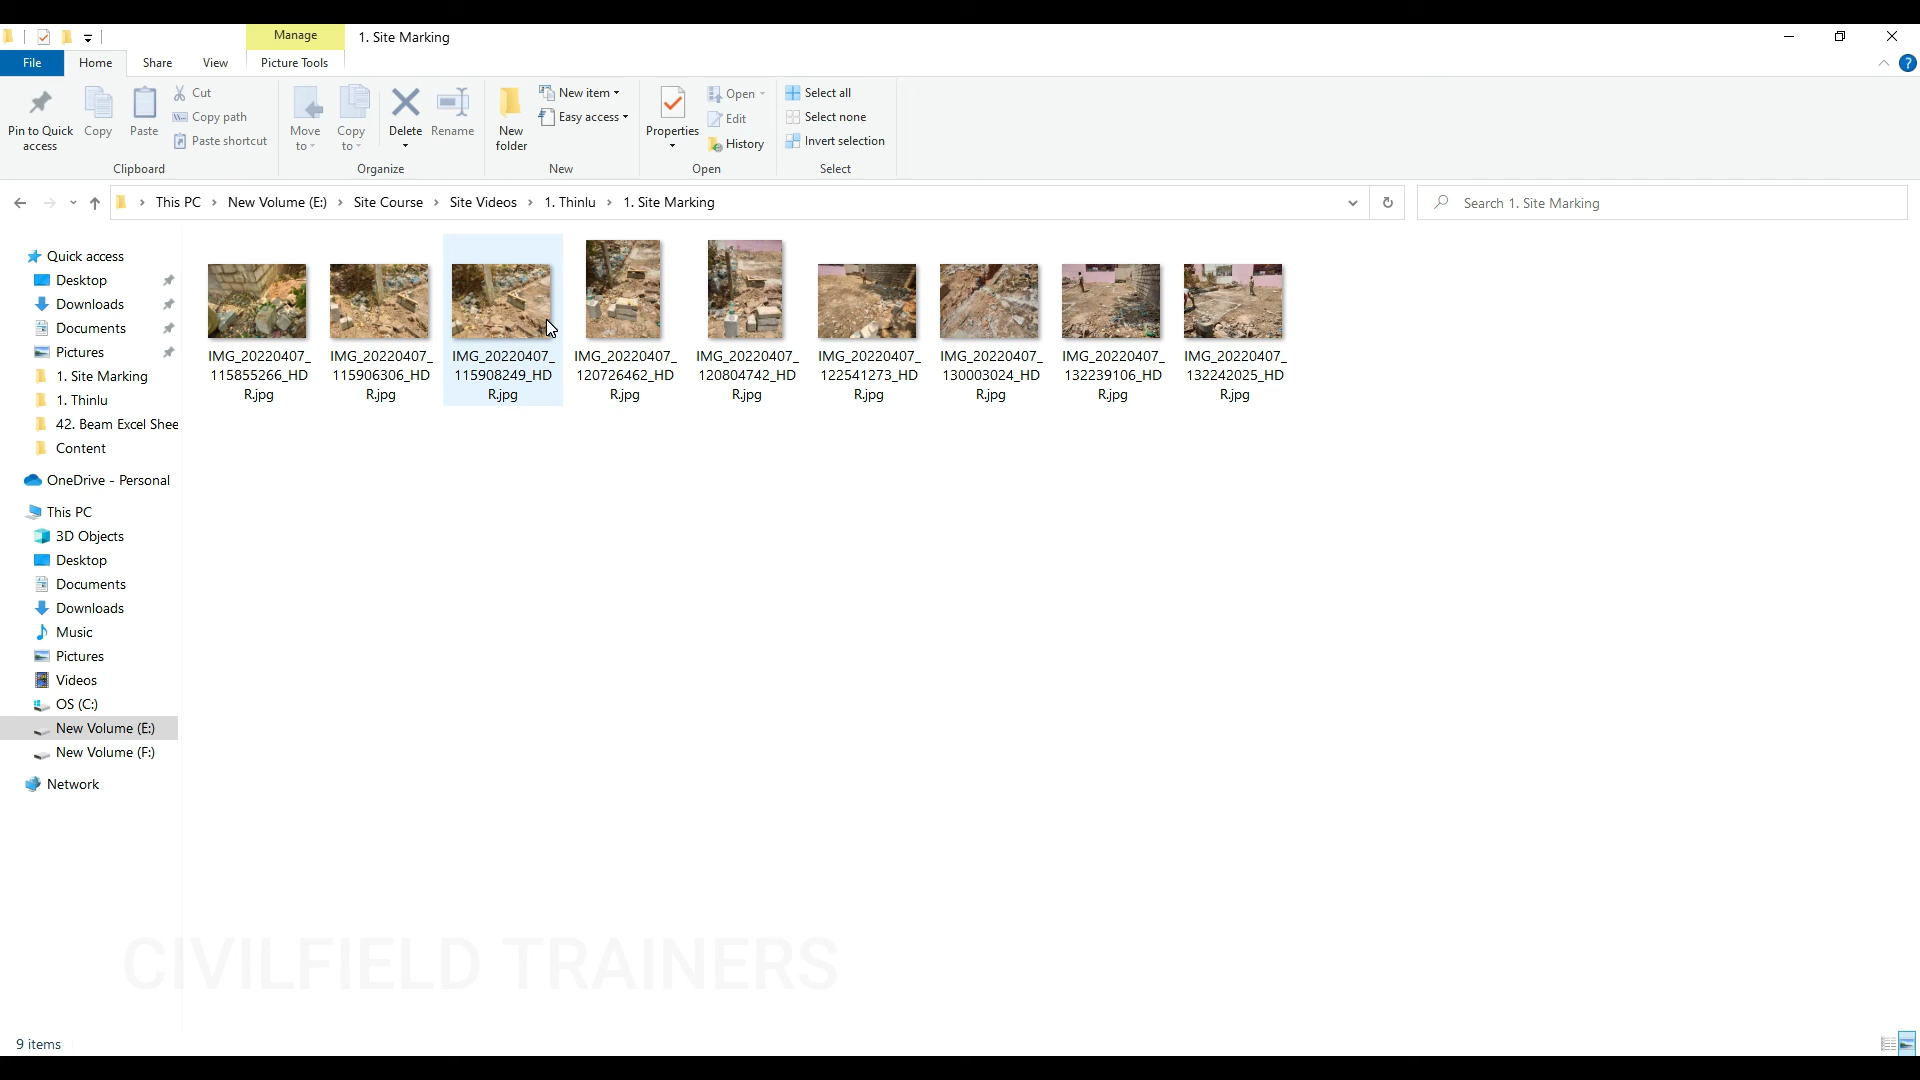 Manage 1. Site Marking
File Home Share View Picture Tools
Pin to Quick access
Copy
Paste
Cut
Copy path
Paste shortcut
Clipboard
Move to
Copy to
Delete
Rename
Organize
New folder
New item
Easy access
New
Properties
Open
Edit
History
Open
Select all
Select none
Invert selection
Select
This PC > New Volume (E:) > Site Course > Site Videos > 1. Thinlu > 1. Site Marking
Search 1. Site Marking
Quick access
Desktop
Downloads
Documents
Pictures
1. Site Marking
1. Thinlu
42. Beam Excel Shee
Content
OneDrive - Personal
This PC
3D Objects
Desktop
Documents
Downloads
Music
Pictures
Videos
OS (C:)
New Volume (E:)
New Volume (F:)
Network
IMG_20220407_
115855266_HD
R.jpg
IMG_20220407_
115906306_HD
R.jpg
IMG_20220407_
115908249_HD
R.jpg
IMG_20220407_
120726462_HD
R.jpg
IMG_20220407_
120804742_HD
R.jpg
IMG_20220407_
122541273_HD
R.jpg
IMG_20220407_
130003024_HD
R.jpg
IMG_20220407_
132239106_HD
R.jpg
IMG_20220407_
132242025_HD
R.jpg
CIVILFIELD TRAINERS
9 items